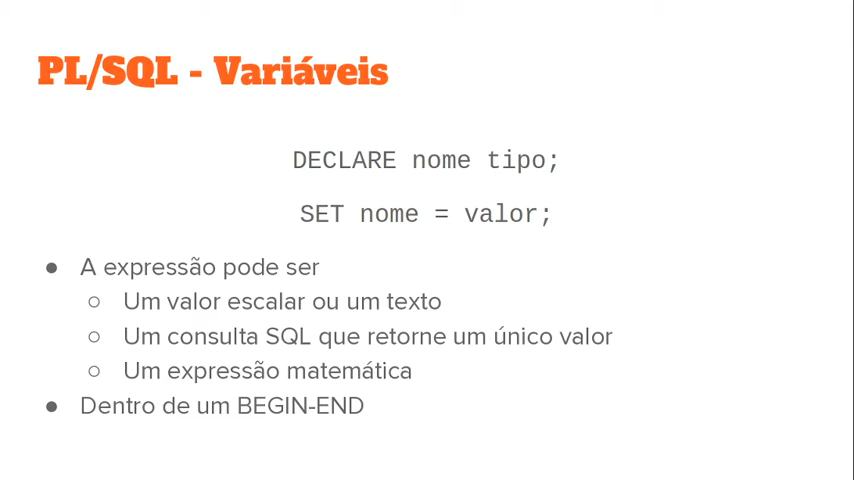 PL/SQL - Variáveis
DECLARE nome tipo;
SET nome = valor;
● A expressão pode ser
○ Um valor escalar ou um texto
○ Um consulta SQL que retorne um único valor
○ Um expressão matemática
● Dentro de um BEGIN-END